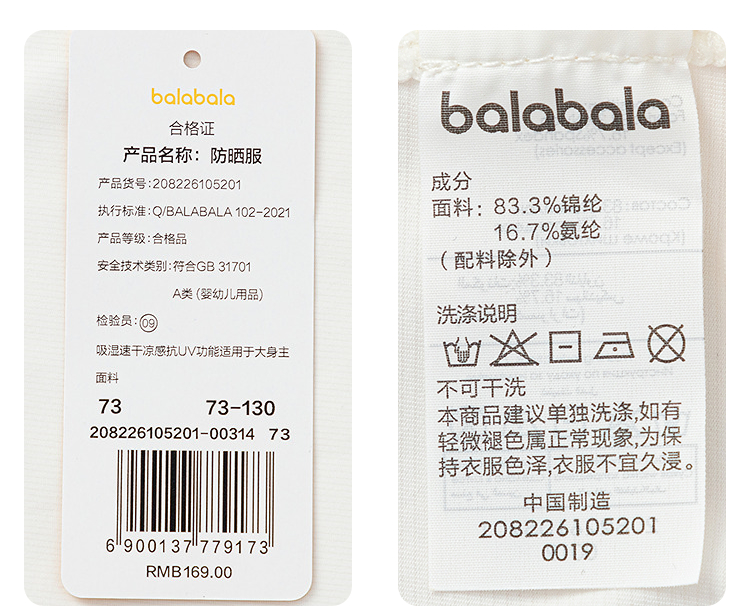 balabala
合格证
产品名称：防晒服
产品货号:208226105201
执行标准:Q/BALABALA 102-2021
产品等级:合格品
安全技术类别:符合GB 31701
A类 (婴幼儿用品)
检验员: 09
吸湿速干凉感抗UV功能适用于大身主
面料
73 73-130
208226105201-00314 73
6 900137 779173
RMB169.00
balabala
成分
面料: 83.3%锦纶
16.7%氨纶
(配料除外)
洗涤说明
不可干洗
本商品建议单独洗涤,如有
轻微褪色属正常现象,为保
持衣服色泽,衣服不宜久浸。
中国制造
208226105201
0019